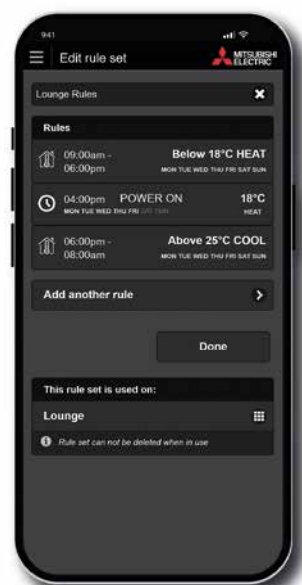 941
Edit rule set
MITSUBISHI
ELECTRIC
Lounge Rules
Rules
09:00am -
06:00pm
Below 18°C HEAT
MON TUE WED THU FRI SAT SUN
04:00pm POWER ON 18°C
MON TUE WED THU FRI SAT SUN HEAT
06:00pm -
08:00am
Above 25°C COOL
MON TUE WED THU FRI SAT SUN
Add another rule
Done
This rule set is used on:
Lounge
Rule set can not be deleted when in use